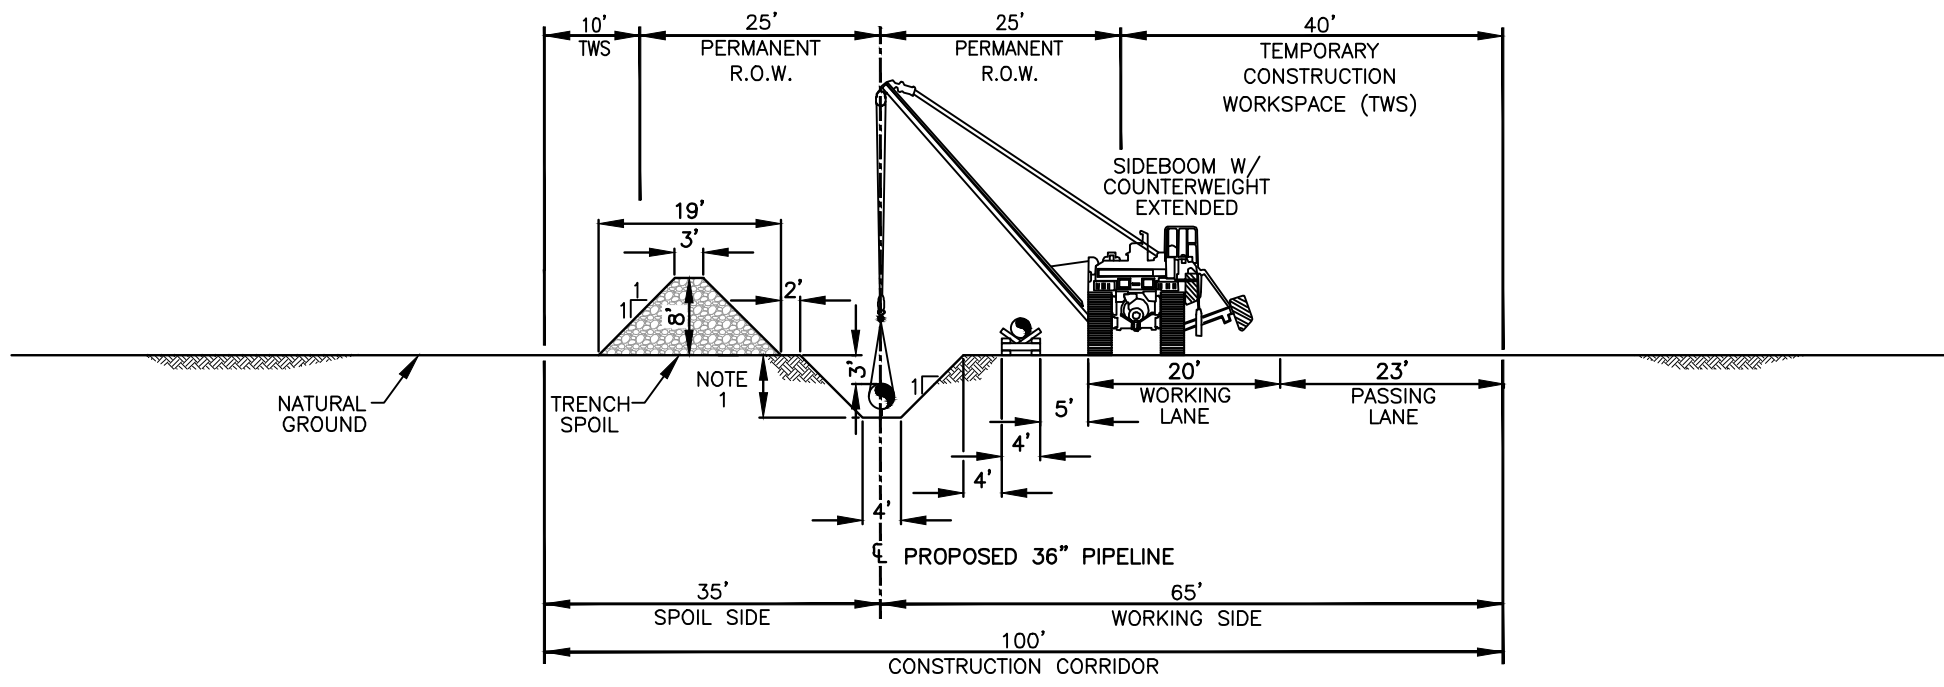 10'
TWS
25'
PERMANENT
R.O.W.
25'
PERMANENT
R.O.W.
40'
TEMPORARY
CONSTRUCTION
WORKSPACE (TWS)
SIDEBOOM W/
COUNTERWEIGHT
EXTENDED
19'
3'
1
1
8'
2'
NATURAL
GROUND
TRENCH
SPOIL
NOTE
1
3'
1
20'
WORKING
LANE
23'
PASSING
LANE
5'
4'
4'
4'
℄ PROPOSED 36" PIPELINE
35'
SPOIL SIDE
65'
WORKING SIDE
100'
CONSTRUCTION CORRIDOR